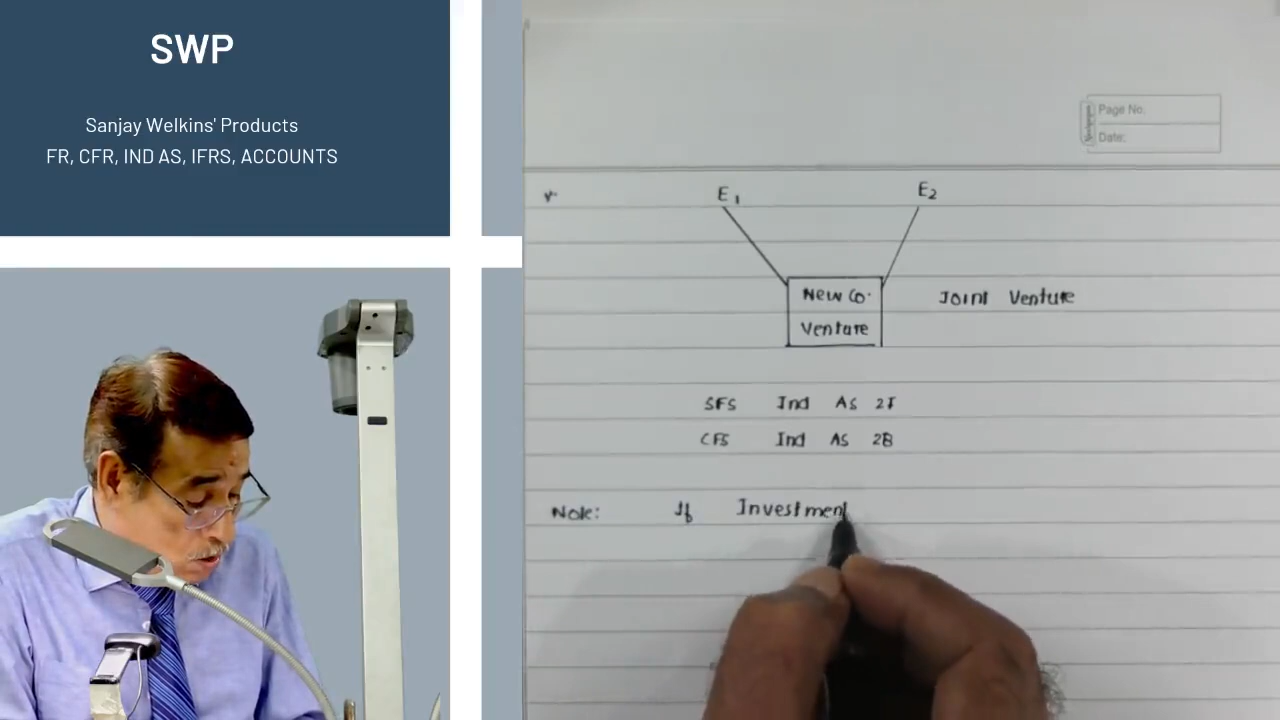 SWP
Sanjay Welkins' Products
FR, CFR, IND AS, IFRS, ACCOUNTS
Page No.
Date:
E1 E2
New Co.
Joint Venture
Venture
SFS Ind As 27
CFS Ind As 28
Note: If Investment